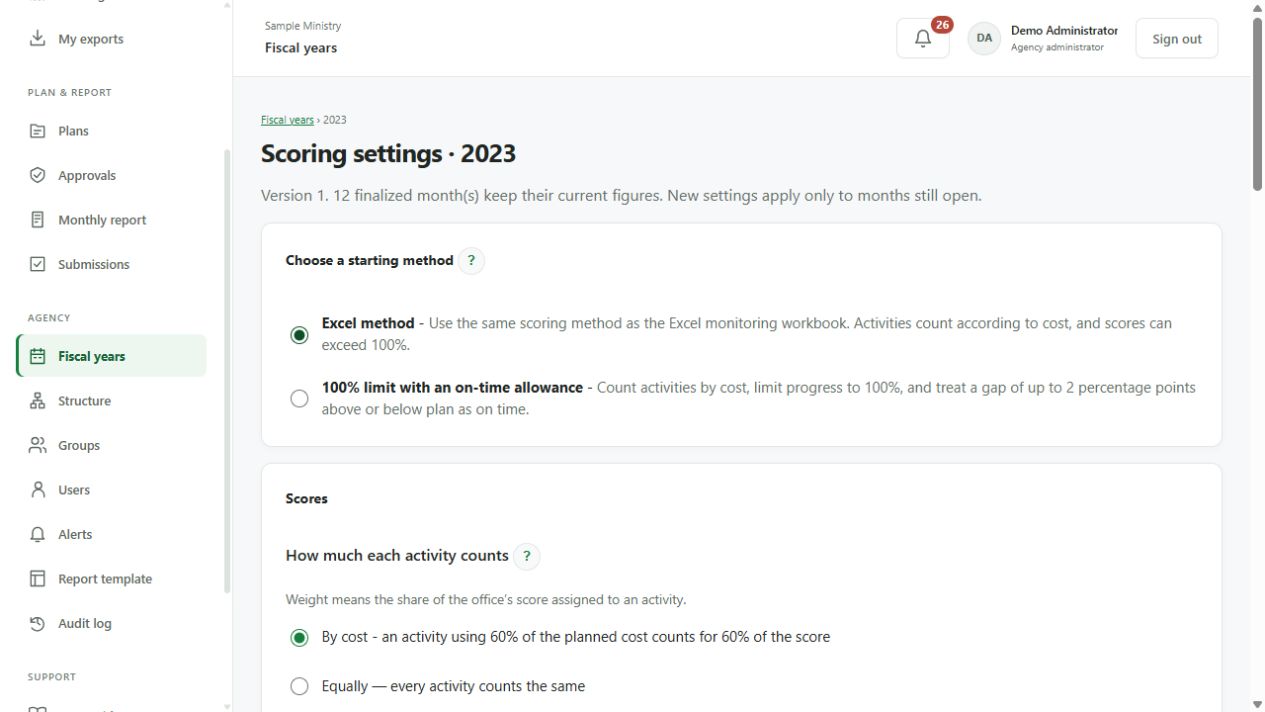 My exports
PLAN & REPORT
Plans
Approvals
Monthly report
Submissions
AGENCY
Fiscal years
Structure
Groups
Users
Alerts
Report template
Audit log
SUPPORT
Sample Ministry
Fiscal years
26
DA
Demo Administrator
Agency administrator
Sign out
Fiscal years › 2023
Scoring settings · 2023
Version 1. 12 finalized month(s) keep their current figures. New settings apply only to months still open.
Choose a starting method ?
Excel method - Use the same scoring method as the Excel monitoring workbook. Activities count according to cost, and scores can
exceed 100%.
100% limit with an on-time allowance - Count activities by cost, limit progress to 100%, and treat a gap of up to 2 percentage points
above or below plan as on time.
Scores
How much each activity counts ?
Weight means the share of the office's score assigned to an activity.
By cost - an activity using 60% of the planned cost counts for 60% of the score
Equally — every activity counts the same